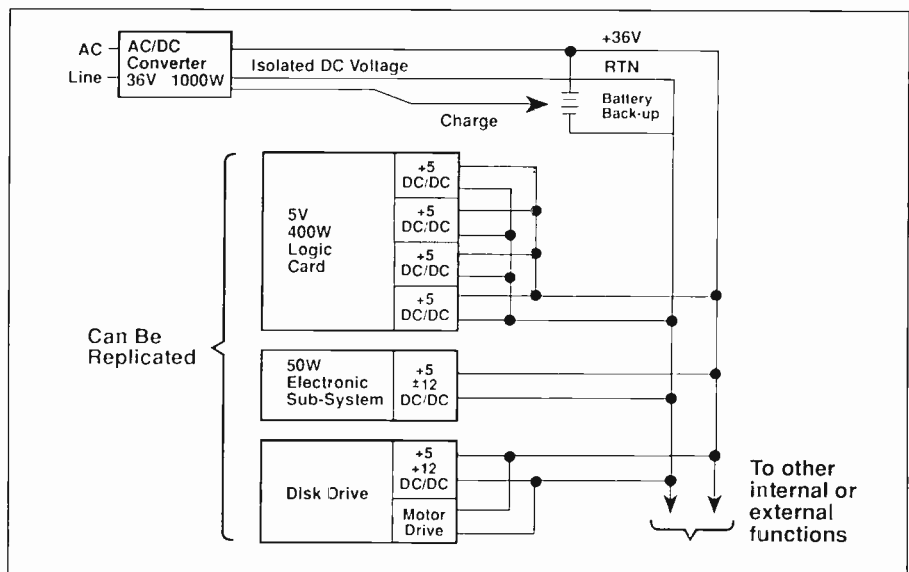 AC
Line
AC/DC
Converter
36V 1000W
Isolated DC Voltage
Charge
+36V
RTN
Battery
Back-up
Can Be
Replicated
5V
400W
Logic
Card
+5
DC/DC
+5
DC/DC
+5
DC/DC
+5
DC/DC
50W
Electronic
Sub-System
+5
±12
DC/DC
Disk Drive
+5
+12
DC/DC
Motor
Drive
To other
internal or
external
functions